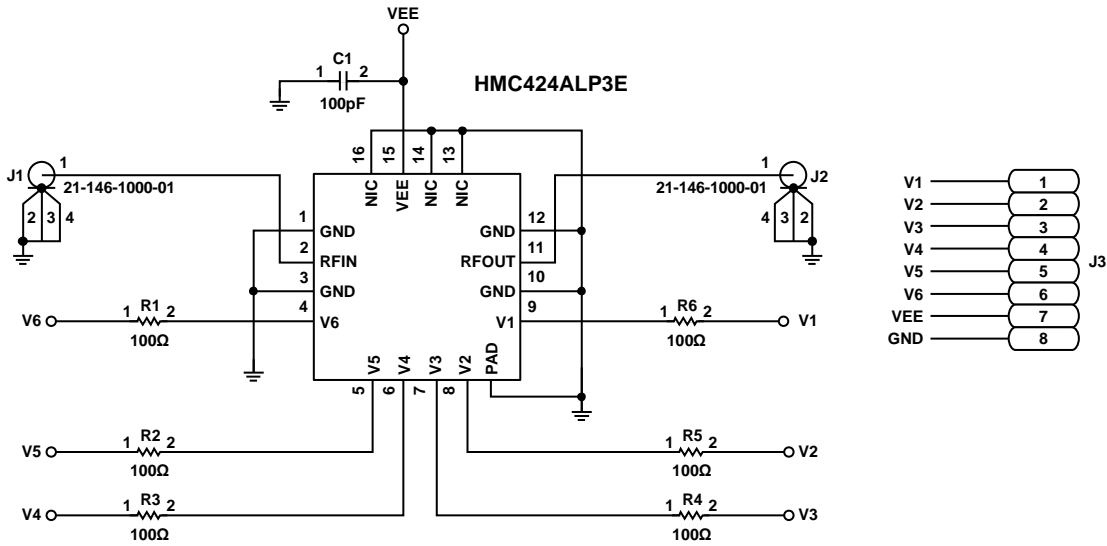 VEE
C1
1 2
100pF
HMC424ALP3E
16 15 14 13
NIC VEE NIC NIC
J1 1
21-146-1000-01
2 3 4
1 J2
21-146-1000-01
4 3 2
1 GND
2 RFIN
3 GND
4 V6
12 GND
11 RFOUT
10 GND
9 V1
V5 V4 V3 V2 PAD
5 6 7 8
V6 1 R1 2
100Ω
1 R6 2 V1
100Ω
V5 1 R2 2
100Ω
1 R5 2 V2
100Ω
V4 1 R3 2
100Ω
1 R4 2 V3
100Ω
V1 1
V2 2
V3 3
V4 4
V5 5
V6 6
VEE 7
GND 8
J3